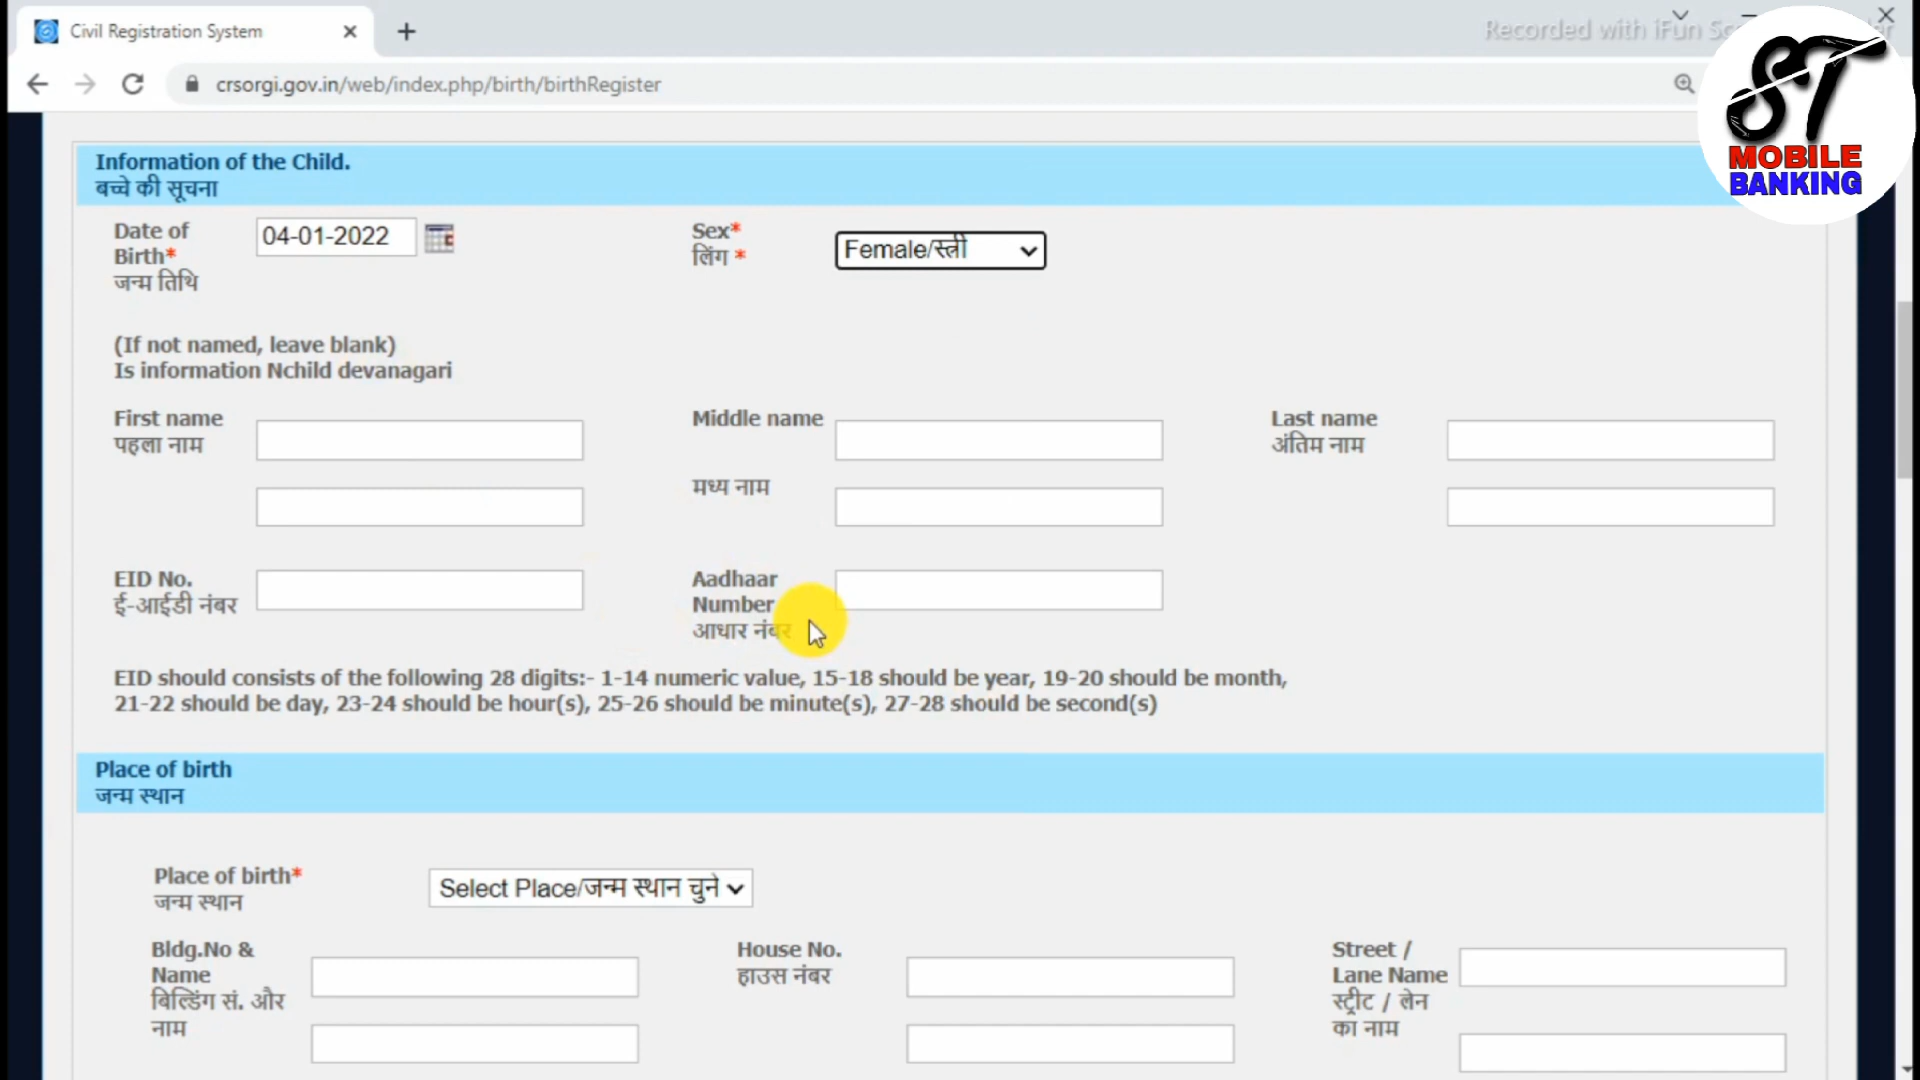 Civil Registration System
Recorded with iFun Sc
crsorgi.gov.in/web/index.php/birth/birthRegister
ST
MOBILE
BANKING
Information of the Child.
बच्चे की सूचना
Date of
Birth*
जन्म तिथि
04-01-2022
Sex*
लिंग *
Female/स्त्री
(If not named, leave blank)
Is information Nchild devanagari
First name
पहला नाम
Middle name
मध्य नाम
Last name
अंतिम नाम
EID No.
ई-आईडी नंबर
Aadhaar
Number
आधार नंबर
EID should consists of the following 28 digits:- 1-14 numeric value, 15-18 should be year, 19-20 should be month,
21-22 should be day, 23-24 should be hour(s), 25-26 should be minute(s), 27-28 should be second(s)
Place of birth
जन्म स्थान
Place of birth*
जन्म स्थान
Select Place/जन्म स्थान चुने
Bldg.No &
Name
बिल्डिंग सं. और
नाम
House No.
हाउस नंबर
Street /
Lane Name
स्ट्रीट / लेन
का नाम